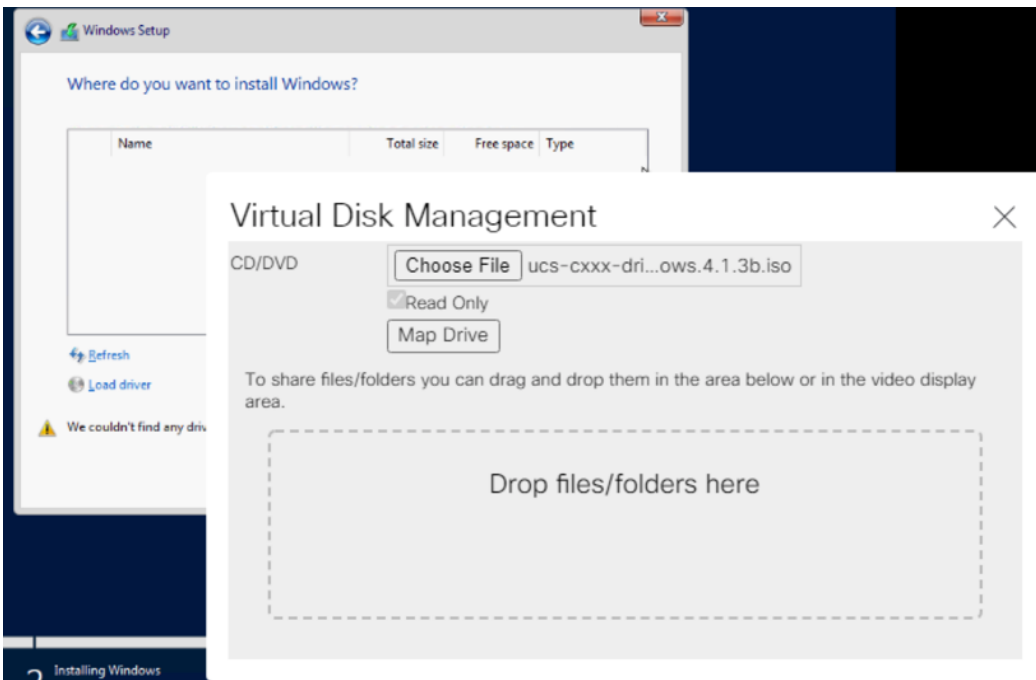 Windows Setup
Where do you want to install Windows?
Name Total size Free space Type
Virtual Disk Management
CD/DVD Choose File ucs-cxxx-dri...ows.4.1.3b.iso
Read Only
Map Drive
Refresh
Load driver
To share files/folders you can drag and drop them in the area below or in the video display
area.
We couldn't find any
Drop files/folders here
Installing Windows